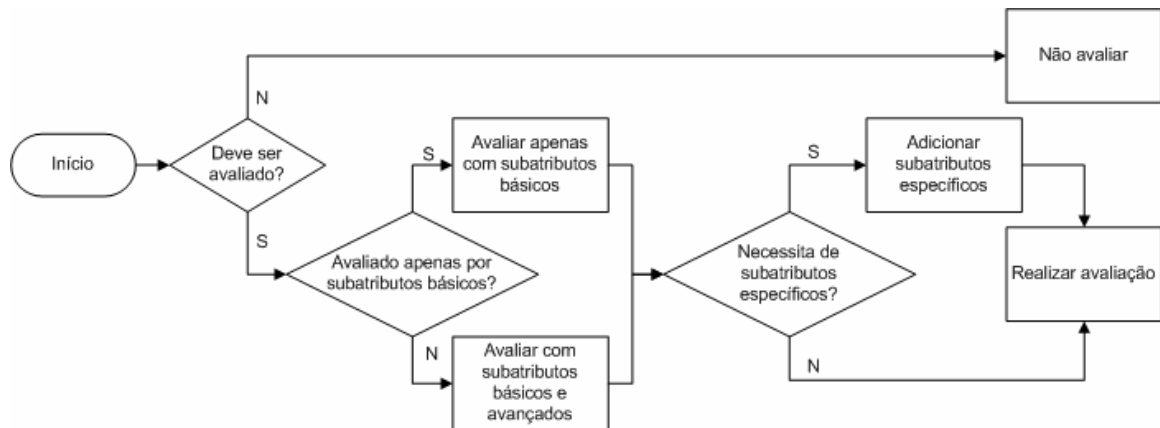 Não avaliar
N
Início
Deve ser
avaliado?
S
Avaliado apenas por
subatributos básicos?
S
Avaliar apenas
com subatributos
básicos
N
Avaliar com
subatributos
básicos e
avançados
Necessita de
subatributos
específicos?
S
Adicionar
subatributos
específicos
N
Realizar avaliação